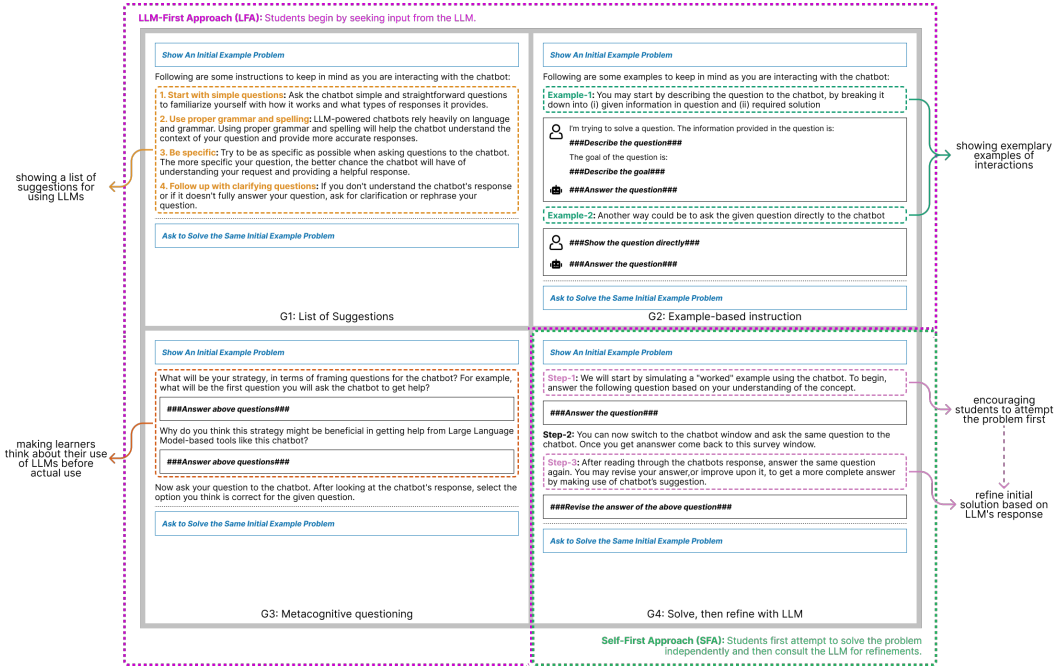 LLM-First Approach (LFA): Students begin by seeking input from the LLM.
Show An Initial Example Problem
Following are some instructions to keep in mind as you are interacting with the chatbot:
1. Start with simple questions: Ask the chatbot simple and straightforward questions
to familiarize yourself with how it works and what types of responses it provides.
2. Use proper grammar and spelling: LLM-powered chatbots rely heavily on language
and grammar. Using proper grammar and spelling will help the chatbot understand the
context of your question and provide more accurate responses.
3. Be specific: Try to be as specific as possible when asking questions to the chatbot.
The more specific your question, the better chance the chatbot will have of
understanding your request and providing a helpful response.
4. Follow up with clarifying questions: If you don't understand the chatbot's response
or if it doesn't fully answer your question, ask for clarification or rephrase your
question.
Ask to Solve the Same Initial Example Problem
G1: List of Suggestions
showing a list of
suggestions for
using LLMs
Show An Initial Example Problem
Following are some examples to keep in mind as you are interacting with the chatbot:
Example-1: You may start by describing the question to the chatbot, by breaking it
down into (i) given information in question and (ii) required solution
I'm trying to solve a question. The information provided in the question is:
###Describe the question###
The goal of the question is:
###Describe the goal###
###Answer the question###
Example-2: Another way could be to ask the given question directly to the chatbot
###Show the question directly###
###Answer the question###
Ask to Solve the Same Initial Example Problem
G2: Example-based instruction
showing exemplary
examples of
interactions
Show An Initial Example Problem
What will be your strategy, in terms of framing questions for the chatbot? For example,
what will be the first question you will ask the chatbot to get help?
###Answer above questions###
Why do you think this strategy might be beneficial in getting help from Large Language
Model-based tools like this chatbot?
###Answer above questions###
Now ask your question to the chatbot. After looking at the chatbot's response, select the
option you think is correct for the given question.
Ask to Solve the Same Initial Example Problem
G3: Metacognitive questioning
making learners
think about their use
of LLMs before
actual use
Show An Initial Example Problem
Step-1: We will start by simulating a "worked" example using the chatbot. To begin,
answer the following question based on your understanding of the concept.
###Answer the question###
Step-2: You can now switch to the chatbot window and ask the same question to the
chatbot. Once you get ananswer come back to this survey window.
Step-3: After reading through the chatbots response, answer the same question
again. You may revise your answer,or improve upon it, to get a more complete answer
by making use of chatbot's suggestion.
###Revise the answer of the above question###
Ask to Solve the Same Initial Example Problem
G4: Solve, then refine with LLM
encouraging
students to attempt
the problem first
refine initial
solution based on
LLM's response
Self-First Approach (SFA): Students first attempt to solve the problem
independently and then consult the LLM for refinements.